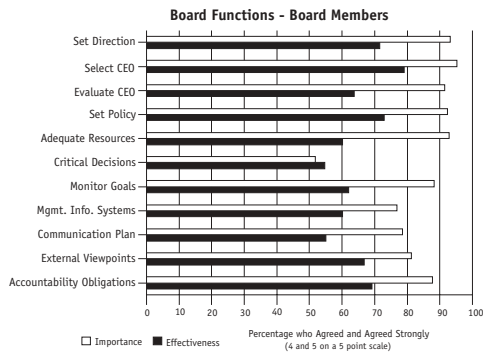 Board Functions - Board Members
Set Direction
Select CEO
Evaluate CEO
Set Policy
Adequate Resources
Critical Decisions
Monitor Goals
Mgmt. Info. Systems
Communication Plan
External Viewpoints
Accountability Obligations
0 10 20 30 40 50 60 70 80 90 100
Importance Effectiveness
Percentage who Agreed and Agreed Strongly
(4 and 5 on a 5 point scale)